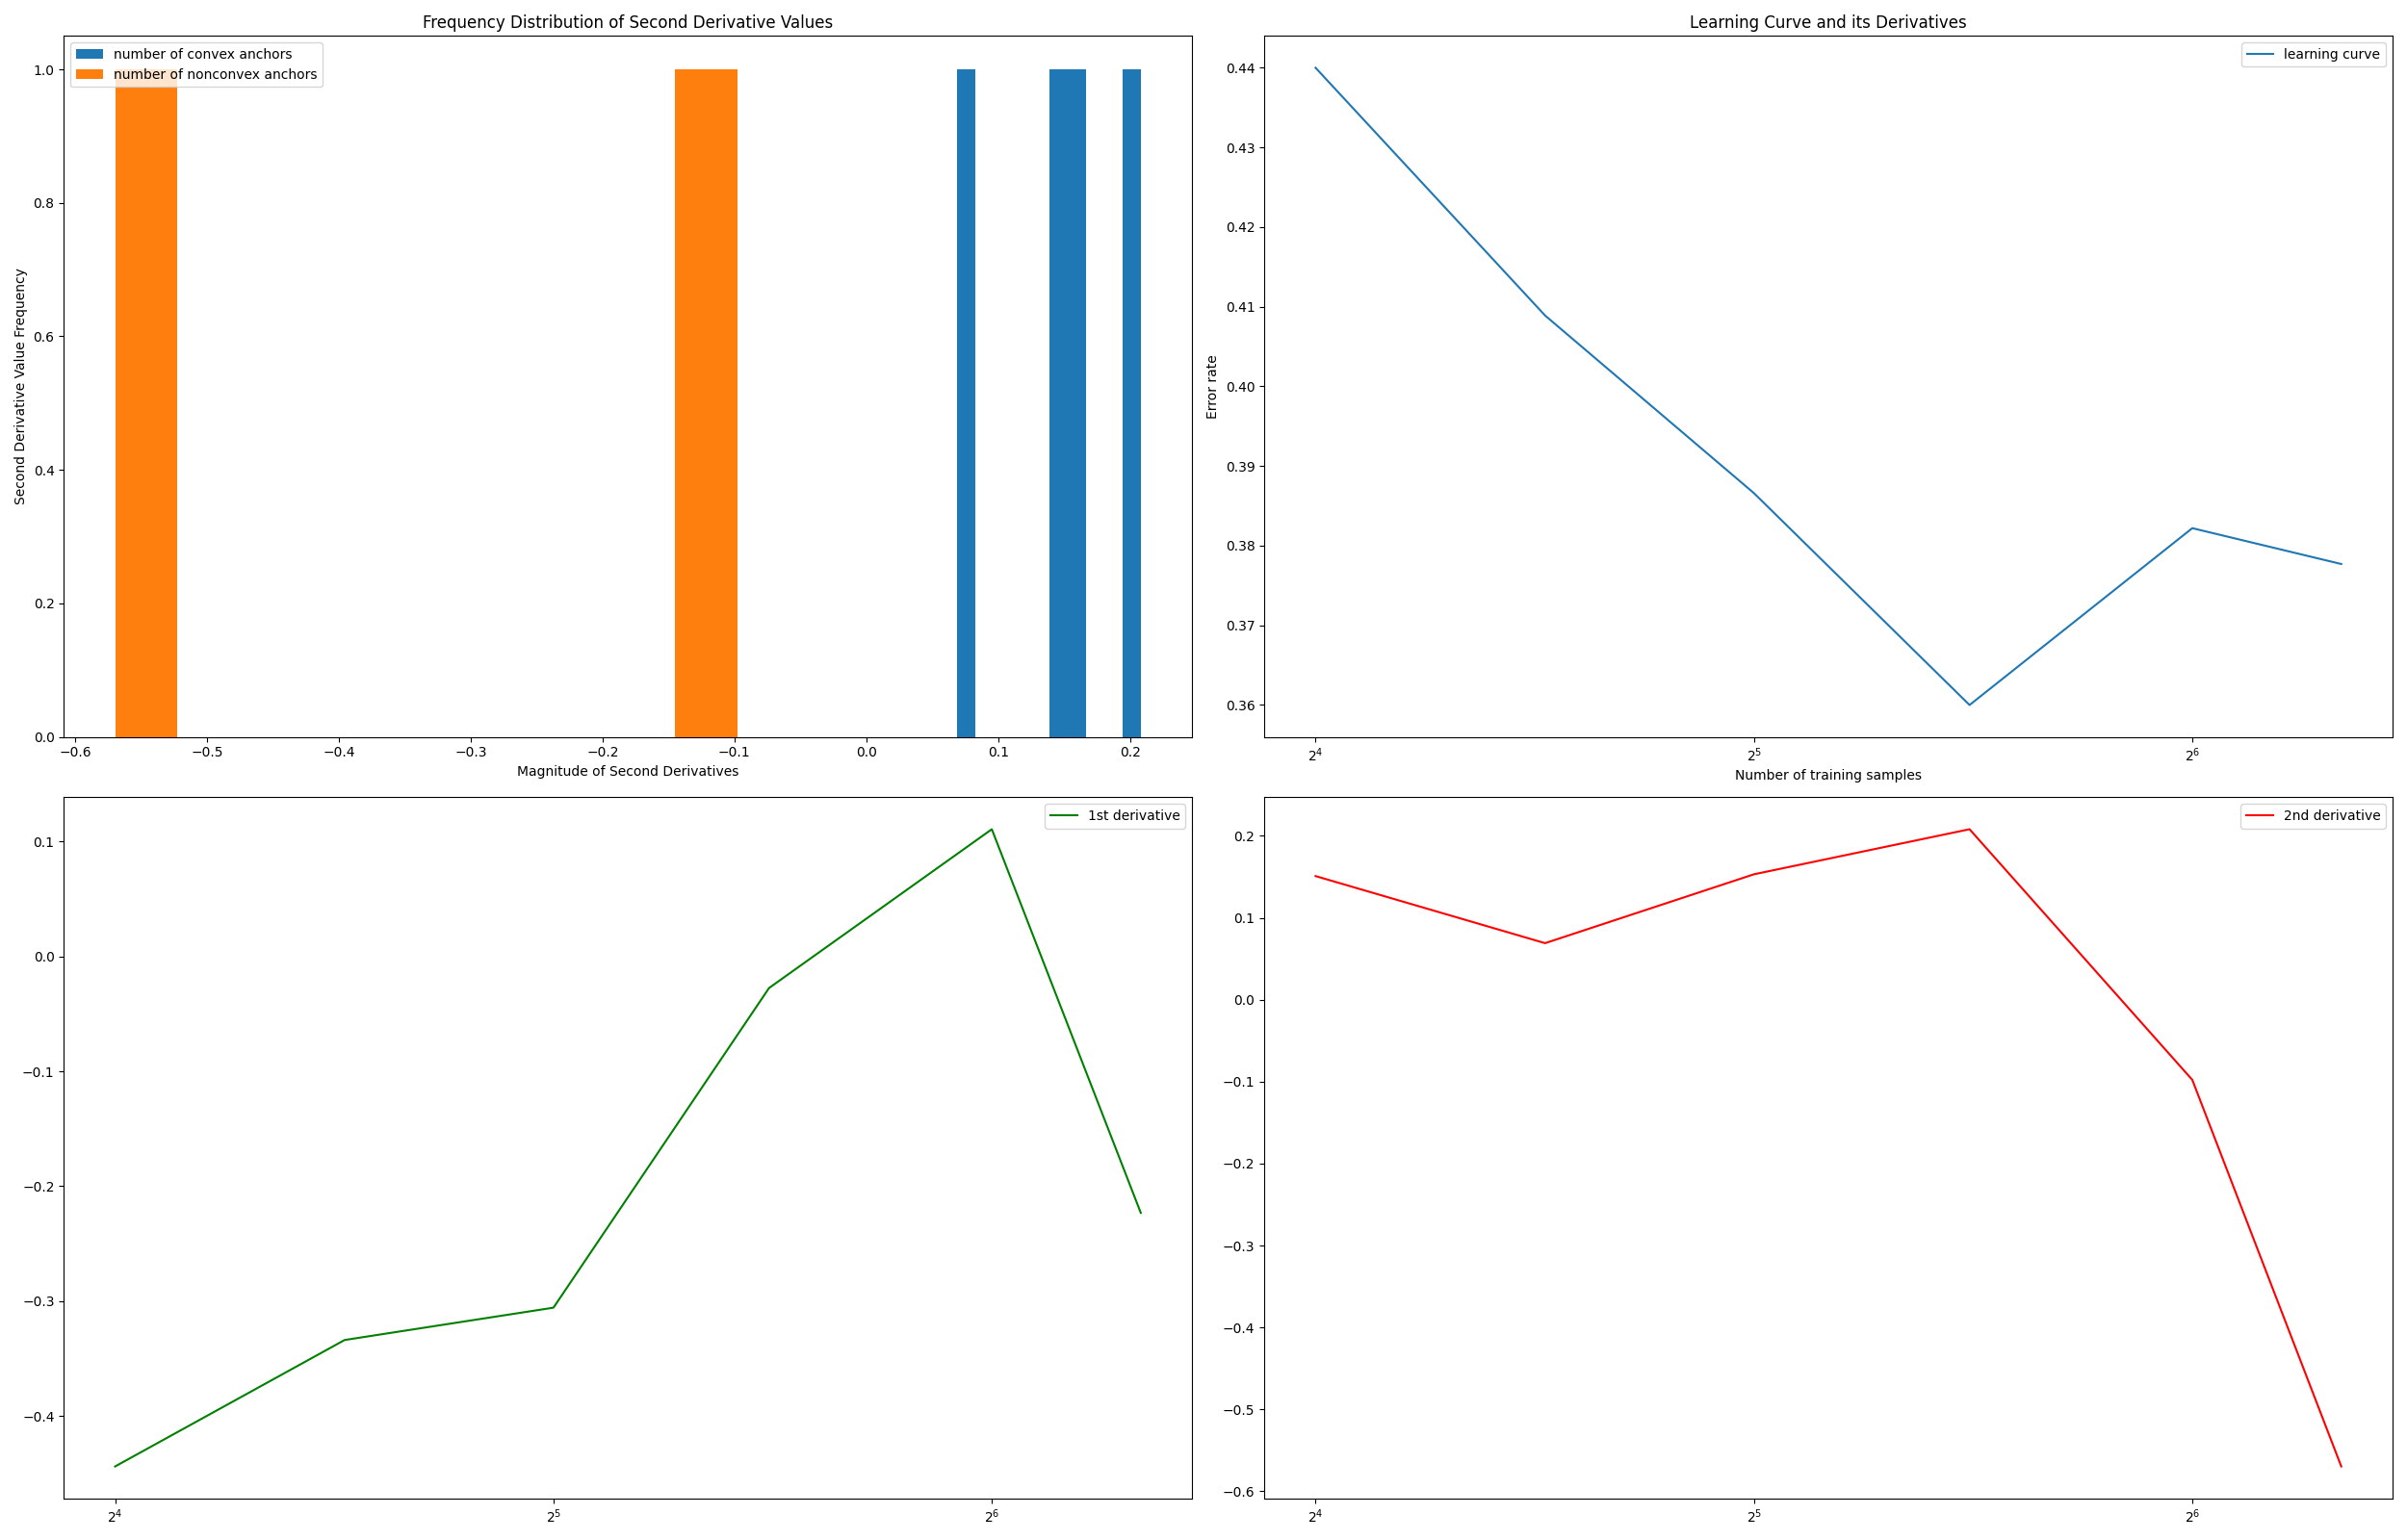 Frequency Distribution of Second Derivative Values
number of convex anchors
number of nonconvex anchors
Second Derivative Value Frequency
1.0
0.8
0.6
0.4
0.2
0.0
−0.6 −0.5 −0.4 −0.3 −0.2 −0.1 0.0 0.1 0.2
Magnitude of Second Derivatives
Learning Curve and its Derivatives
learning curve
Error rate
0.44
0.43
0.42
0.41
0.40
0.39
0.38
0.37
0.36
2⁴ 2⁵ 2⁶
Number of training samples
1st derivative
0.1
0.0
−0.1
−0.2
−0.3
−0.4
2⁴ 2⁵ 2⁶
2nd derivative
0.2
0.1
0.0
−0.1
−0.2
−0.3
−0.4
−0.5
−0.6
2⁴ 2⁵ 2⁶